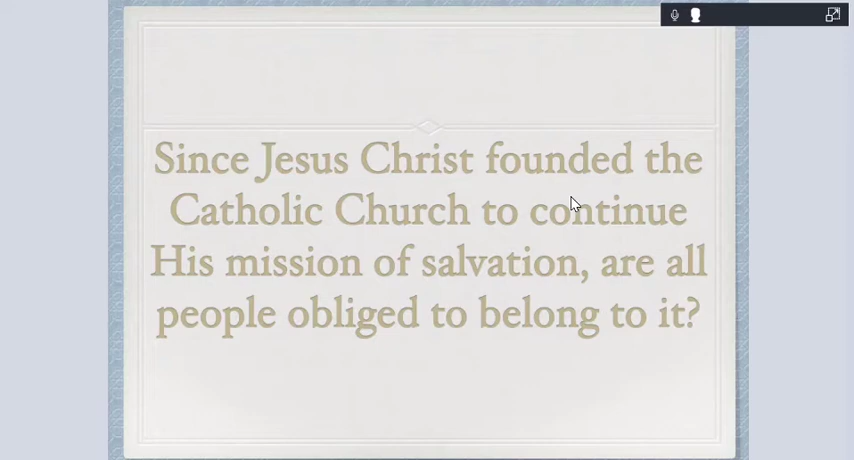 Since Jesus Christ founded the
Catholic Church to continue
His mission of salvation, are all
people obliged to belong to it?